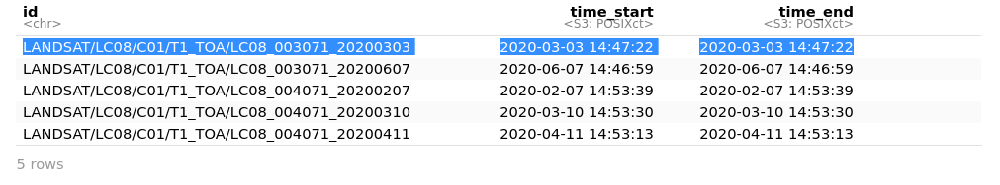 id time_start time_end
<chr> <S3: POSIXct> <S3: POSIXct>
LANDSAT/LC08/C01/T1_TOA/LC08_003071_20200303 2020-03-03 14:47:22 2020-03-03 14:47:22
LANDSAT/LC08/C01/T1_TOA/LC08_003071_20200607 2020-06-07 14:46:59 2020-06-07 14:46:59
LANDSAT/LC08/C01/T1_TOA/LC08_004071_20200207 2020-02-07 14:53:39 2020-02-07 14:53:39
LANDSAT/LC08/C01/T1_TOA/LC08_004071_20200310 2020-03-10 14:53:30 2020-03-10 14:53:30
LANDSAT/LC08/C01/T1_TOA/LC08_004071_20200411 2020-04-11 14:53:13 2020-04-11 14:53:13
5 rows